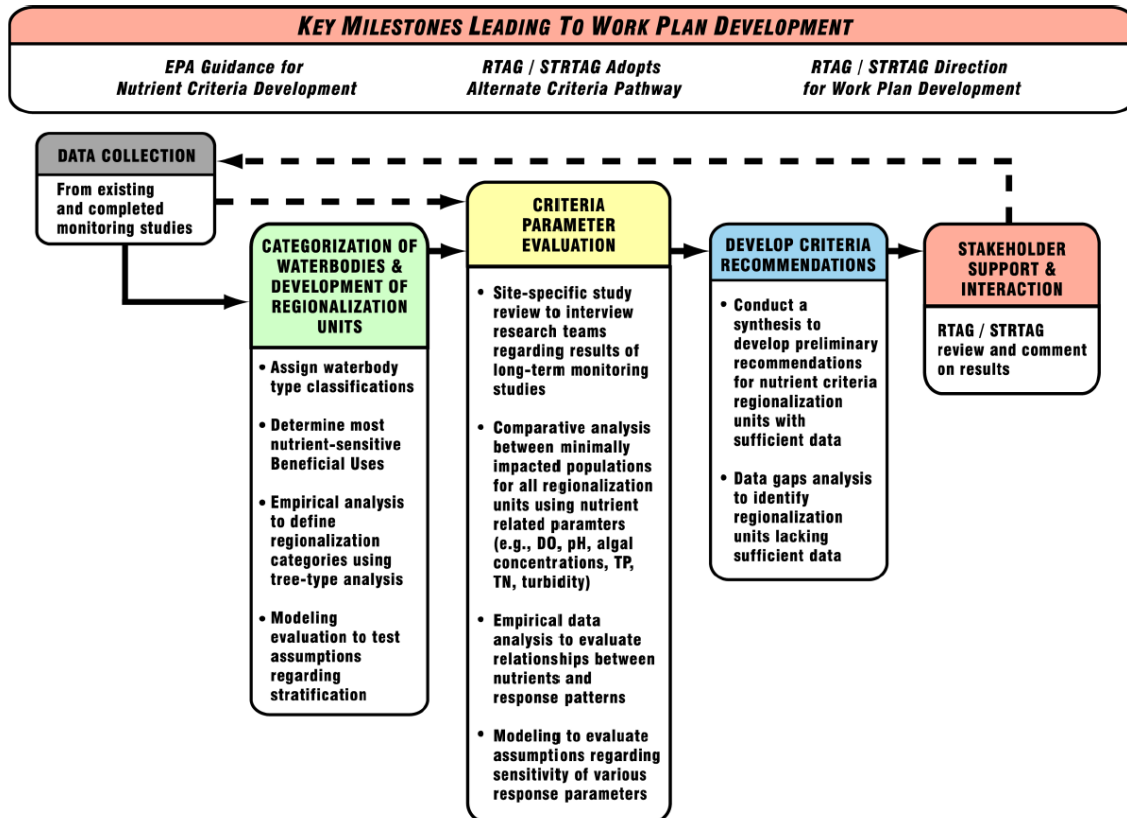 KEY MILESTONES LEADING TO WORK PLAN DEVELOPMENT
EPA Guidance for
Nutrient Criteria Development
RTAG / STRTAG Adopts
Alternate Criteria Pathway
RTAG / STRTAG Direction
for Work Plan Development
DATA COLLECTION
From existing
and completed
monitoring studies
CATEGORIZATION OF
WATERBODIES &
DEVELOPMENT OF
REGIONALIZATION
UNITS
• Assign waterbody
type classifications
• Determine most
nutrient-sensitive
Beneficial Uses
• Empirical analysis
to define
regionalization
categories using
tree-type analysis
• Modeling
evaluation to test
assumptions
regarding
stratification
CRITERIA
PARAMETER
EVALUATION
• Site-specific study
review to interview
research teams
regarding results of
long-term monitoring
studies
• Comparative analysis
between minimally
impacted populations
for all regionalization
units using nutrient
related paramters
(e.g., DO, pH, algal
concentrations, TP,
TN, turbidity)
• Empirical data
analysis to evaluate
relationships between
nutrients and
response patterns
• Modeling to evaluate
assumptions regarding
sensitivity of various
response parameters
DEVELOP CRITERIA
RECOMMENDATIONS
• Conduct a
synthesis to
develop preliminary
recommendations
for nutrient criteria
regionalization
units with
sufficient data
• Data gaps analysis
to identify
regionalization
units lacking
sufficient data
STAKEHOLDER
SUPPORT &
INTERACTION
RTAG / STRTAG
review and comment
on results